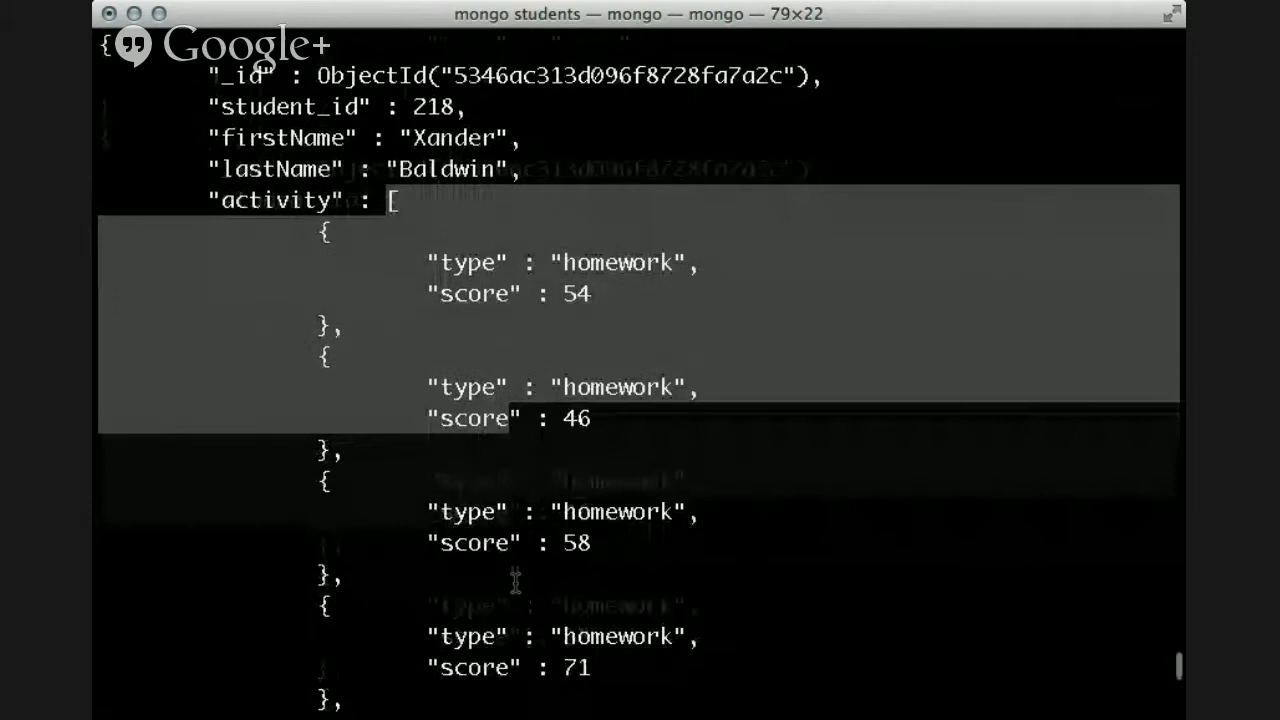 mongo students — mongo — mongo — 79×22
Google+
{
"_id" : ObjectId("5346ac313d096f8728fa7a2c"),
"student_id" : 218,
"firstName" : "Xander",
"lastName" : "Baldwin",
"activity" : [
{
"type" : "homework",
"score" : 54
},
{
"type" : "homework",
"score" : 46
},
{
"type" : "homework",
"score" : 58
},
{
"type" : "homework",
"score" : 71
},